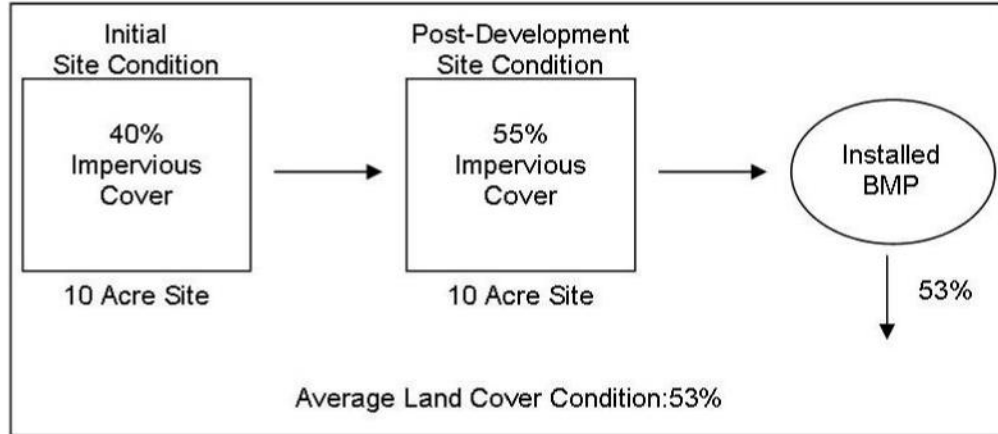 Initial
Site Condition
40%
Impervious
Cover
10 Acre Site
Post-Development
Site Condition
55%
Impervious
Cover
10 Acre Site
Installed
BMP
53%
Average Land Cover Condition:53%